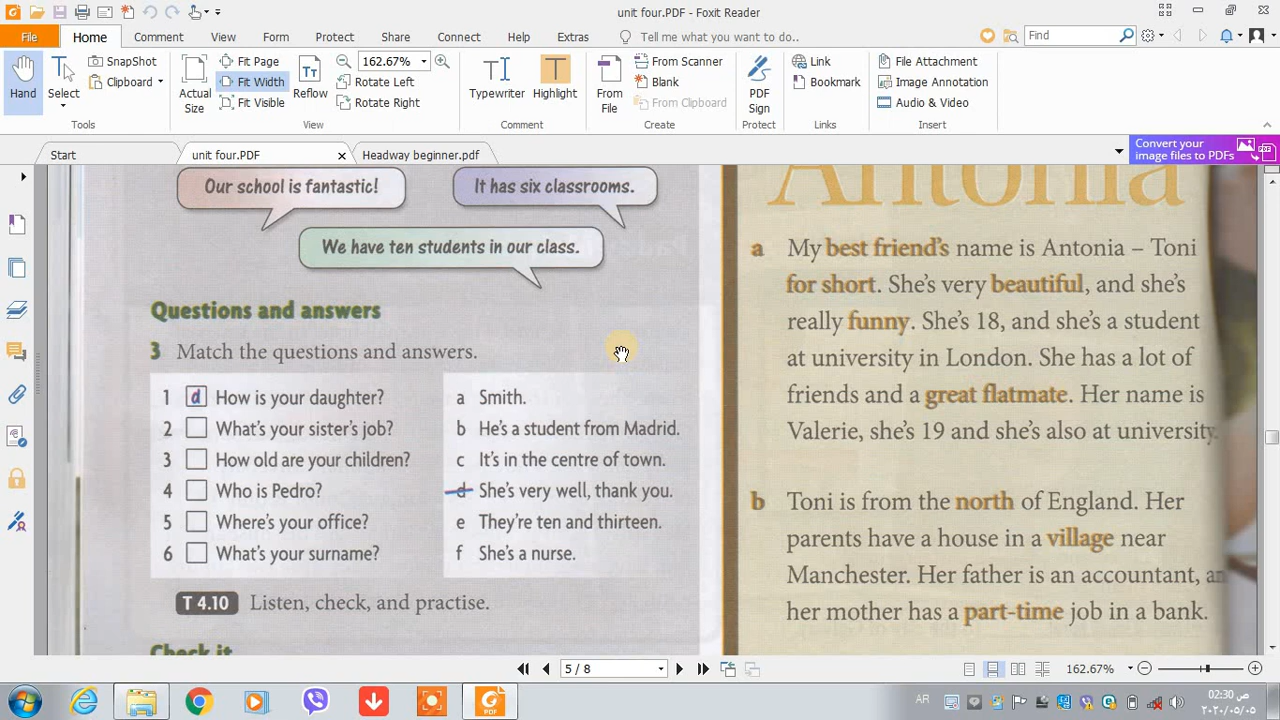 unit four.PDF - Foxit Reader
File Home Comment View Form Protect Share Connect Help Extras Tell me what you want to do.. Find
Hand
Select
SnapShot
Clipboard
Actual Size
Fit Page
Fit Width
Fit Visible
Reflow
162.67%
Rotate Left
Rotate Right
Typewriter
Highlight
From File
From Scanner
Blank
From Clipboard
PDF Sign
Link
Bookmark
File Attachment
Image Annotation
Audio & Video
Tools View Comment Create Protect Links Insert
Start unit four.PDF Headway beginner.pdf
Convert your
image files to PDFs
Our school is fantastic!
It has six classrooms.
We have ten students in our class.
Questions and answers
3 Match the questions and answers.
1 d How is your daughter?
2 What's your sister's job?
3 How old are your children?
4 Who is Pedro?
5 Where's your office?
6 What's your surname?
a Smith.
b He's a student from Madrid.
c It's in the centre of town.
d She's very well, thank you.
e They're ten and thirteen.
f She's a nurse.
T 4.10 Listen, check, and practise.
Check it
Antonia
a My best friend's name is Antonia – Toni
for short. She's very beautiful, and she's
really funny. She's 18, and she's a student
at university in London. She has a lot of
friends and a great flatmate. Her name is
Valerie, she's 19 and she's also at university.
b Toni is from the north of England. Her
parents have a house in a village near
Manchester. Her father is an accountant, an
her mother has a part-time job in a bank.
5 / 8
162.67%
AR
02:30 ص
٢٠٢٠/٠٥/٠٥